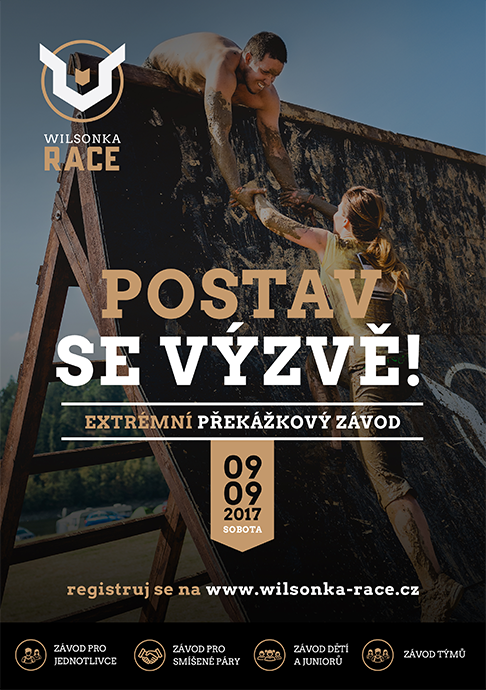 WILSONKA
RACE
POSTAV
SE VÝZVĚ!
EXTRÉMNÍ PŘEKÁŽKOVÝ ZÁVOD
09
09
2017
SOBOTA
registruj se na www.wilsonka-race.cz
ZÁVOD PRO
JEDNOTLIVCE
ZÁVOD PRO
SMÍŠENÉ PÁRY
ZÁVOD DĚTÍ
A JUNIORŮ
ZÁVOD TÝMŮ